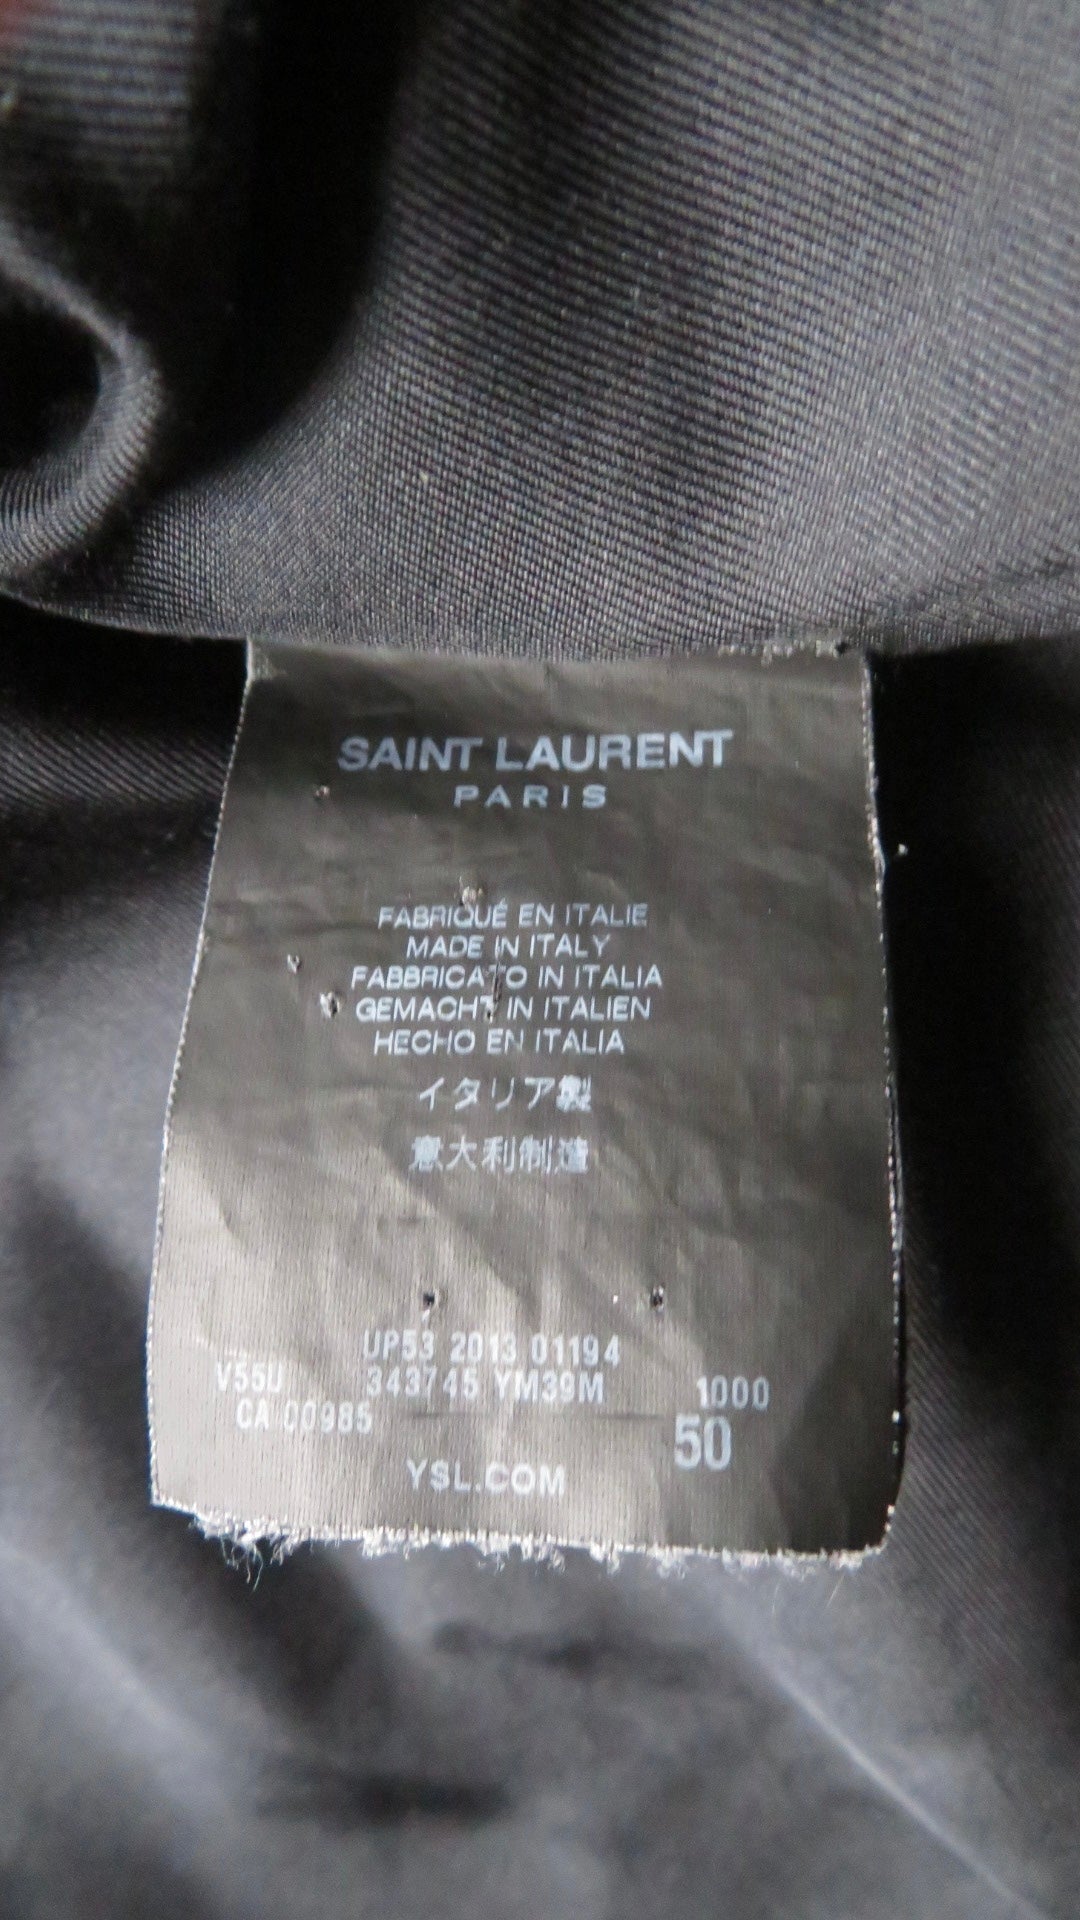 SAINT LAURENT
PARIS
FABRIQUÉ EN ITALIE
MADE IN ITALY
FABBRICATO IN ITALIA
GEMACHT IN ITALIEN
HECHO EN ITALIA
イタリア製
意大利制造
UP53 2013 01194
V55U 343745 YM39M 1000
CA 00985 50
YSL.COM